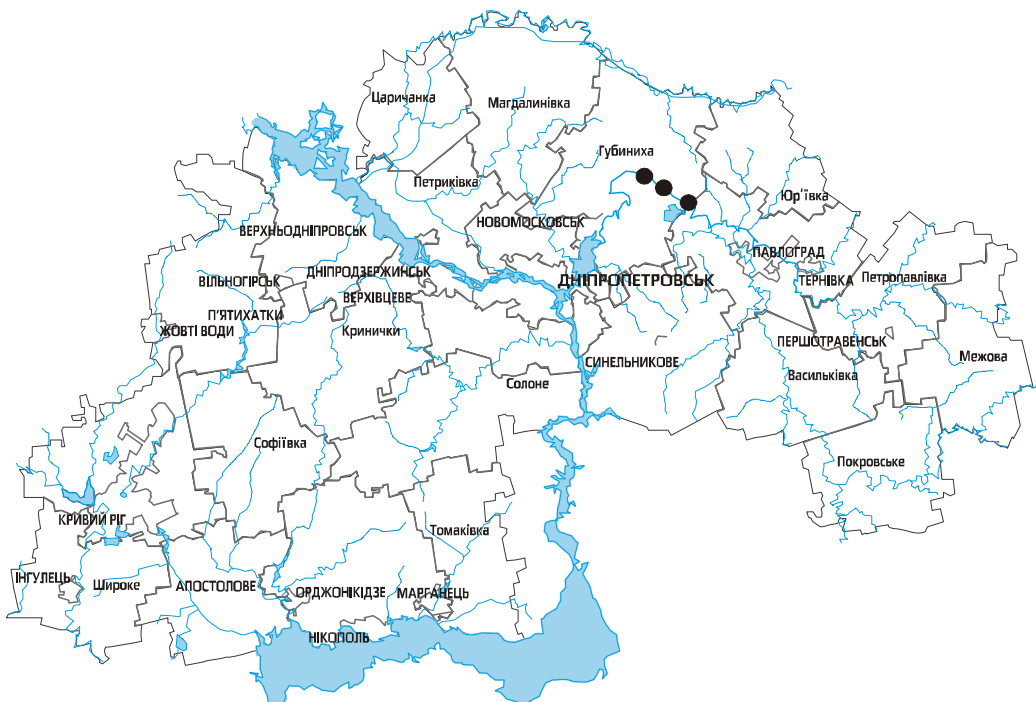 Царичанка
Магдалинівка
Губиниха
Петриківка
Юр'ївка
НОВОМОСКОВСЬК
ВЕРХНЬОДНІПРОВСЬК
ПАВЛОГРАД
ДНІПРОДЗЕРЖИНСЬК
ВІЛЬНОГІРСЬК
ДНІПРОПЕТРОВСЬК
ТЕРНІВКА
Петропавлівка
ВЕРХІВЦЕВЕ
П'ЯТИХАТКИ
ЖОВТІ ВОДИ
Кринички
ПЕРШОТРАВЕНСЬК
Межова
СИНЕЛЬНИКОВЕ
Васильківка
Солоне
Софіївка
Покровське
КРИВИЙ РІГ
Томаківка
ІНГУЛЕЦЬ
Широке
АПОСТОЛОВЕ
ОРДЖОНІКІДЗЕ
МАРГАНЕЦЬ
НІКОПОЛЬ